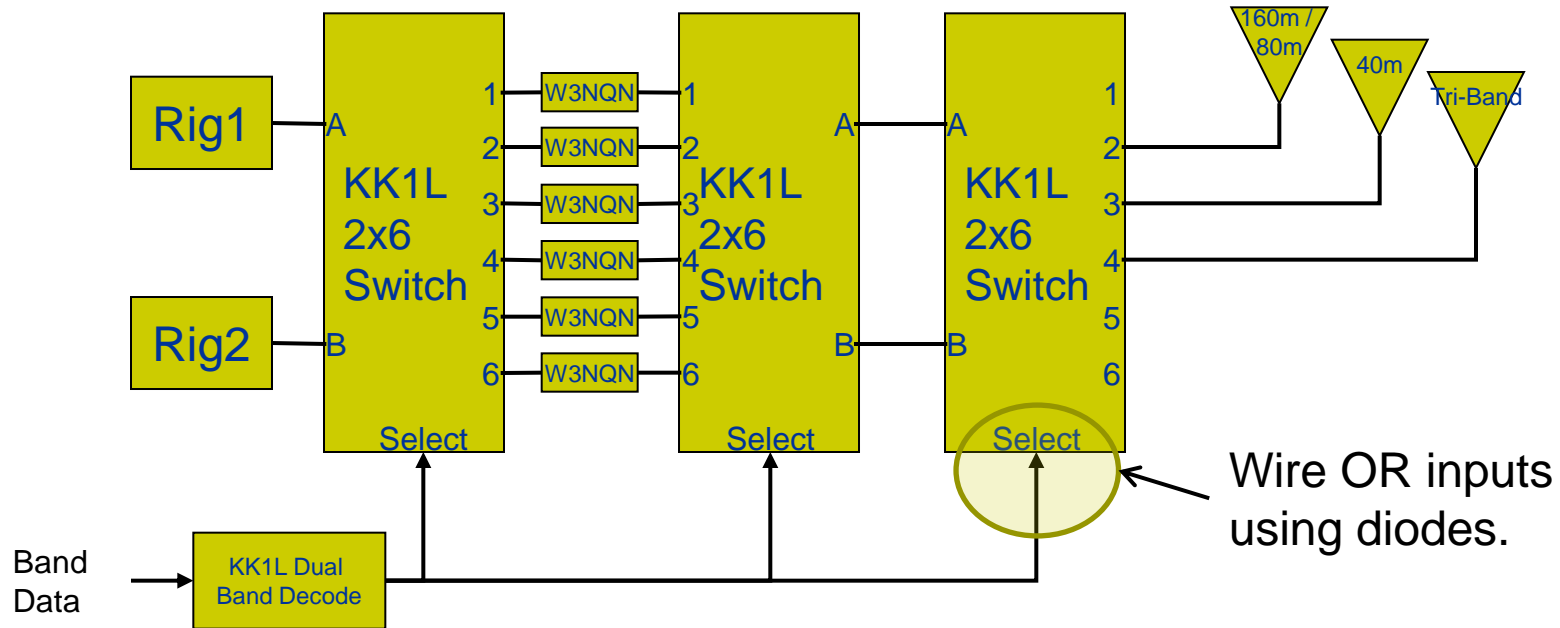 160m /
80m
40m
Tri-Band
Rig1
Rig2
A
B
KK1L
2x6
Switch
1
2
3
4
5
6
Select
W3NQN
W3NQN
W3NQN
W3NQN
W3NQN
W3NQN
1
2
3
4
5
6
KK1L
2x6
Switch
A
B
Select
A
B
KK1L
2x6
Switch
1
2
3
4
5
6
Select
Wire OR inputs
using diodes.
Band
Data
KK1L Dual
Band Decode